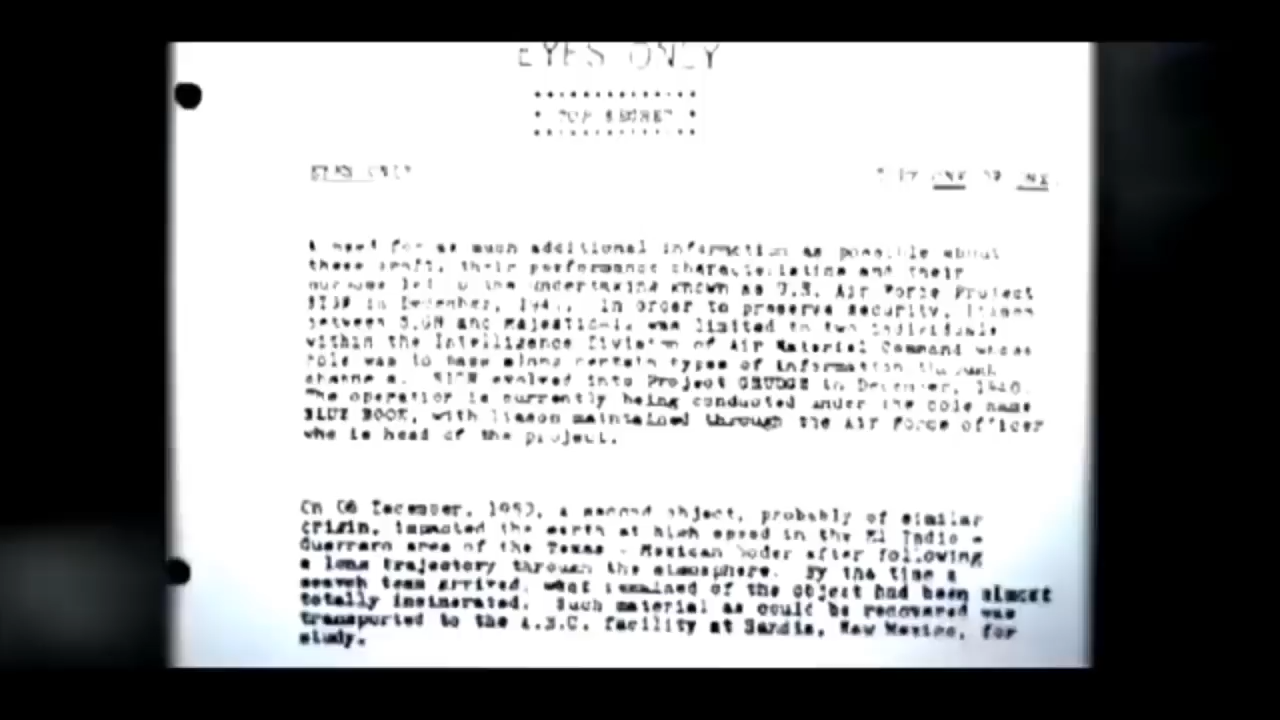 EYES ONLY
TOP SECRET
EYES ONLY
COPY ONE OF ONE.
A need for as much additional information as possible about
these craft, their performance characteristics and their
purpose led to the undertaking known as U.S. Air Force Project
SIGN in December, 194
In order to preserve security, liason
between SIGN and Majestic-
was limited to two individuals
within the Intelligence Division of Air Material Command whose
role was to pass along certain types of information through
channels. SIGN evolved into Project GRUDGE in December, 1948.
The operation is currently being conducted under the code name
BLUE BOOK, with liason maintained through the Air Force officer
who is head of the project.
On 06 December, 1950, a second object, probably of similar
origin, impacted the earth at high speed in the El Indio -
Guerrero area of the Texas - Mexican boder after following
a long trajectory through the atmosphere. By the time a
search team arrived, what remained of the object had been almost
totally incinerated. Such material as could be recovered was
transported to the A.E.C. facility at Sandia, New Mexico, for
study.